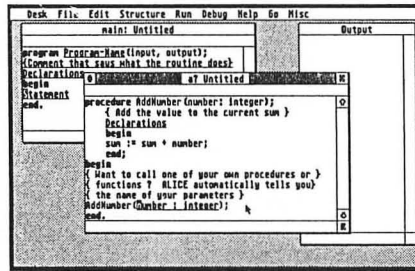 Desk File Edit Structure Run Debug Help Go Misc
main: Untitled
Output
program Program-Name(input, output);
{Comment that says what the routine does}
Declarations
begin
Statement
end.
a? Untitled
procedure AddNumber(number: integer);
{ Add the value to the current sum }
Declarations
begin
sum := sum + number;
end;
begin
{ Want to call one of your own procedures or }
{ functions ? ALICE automatically tells you}
{ the name of your parameters }
AddNumber(Number : integer);
end.